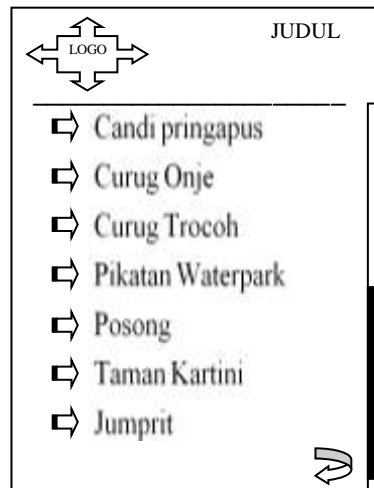 LOGO
JUDUL
Candi pringapus
Curug Onje
Curug Trocoh
Pikatan Waterpark
Posong
Taman Kartini
Jumprit